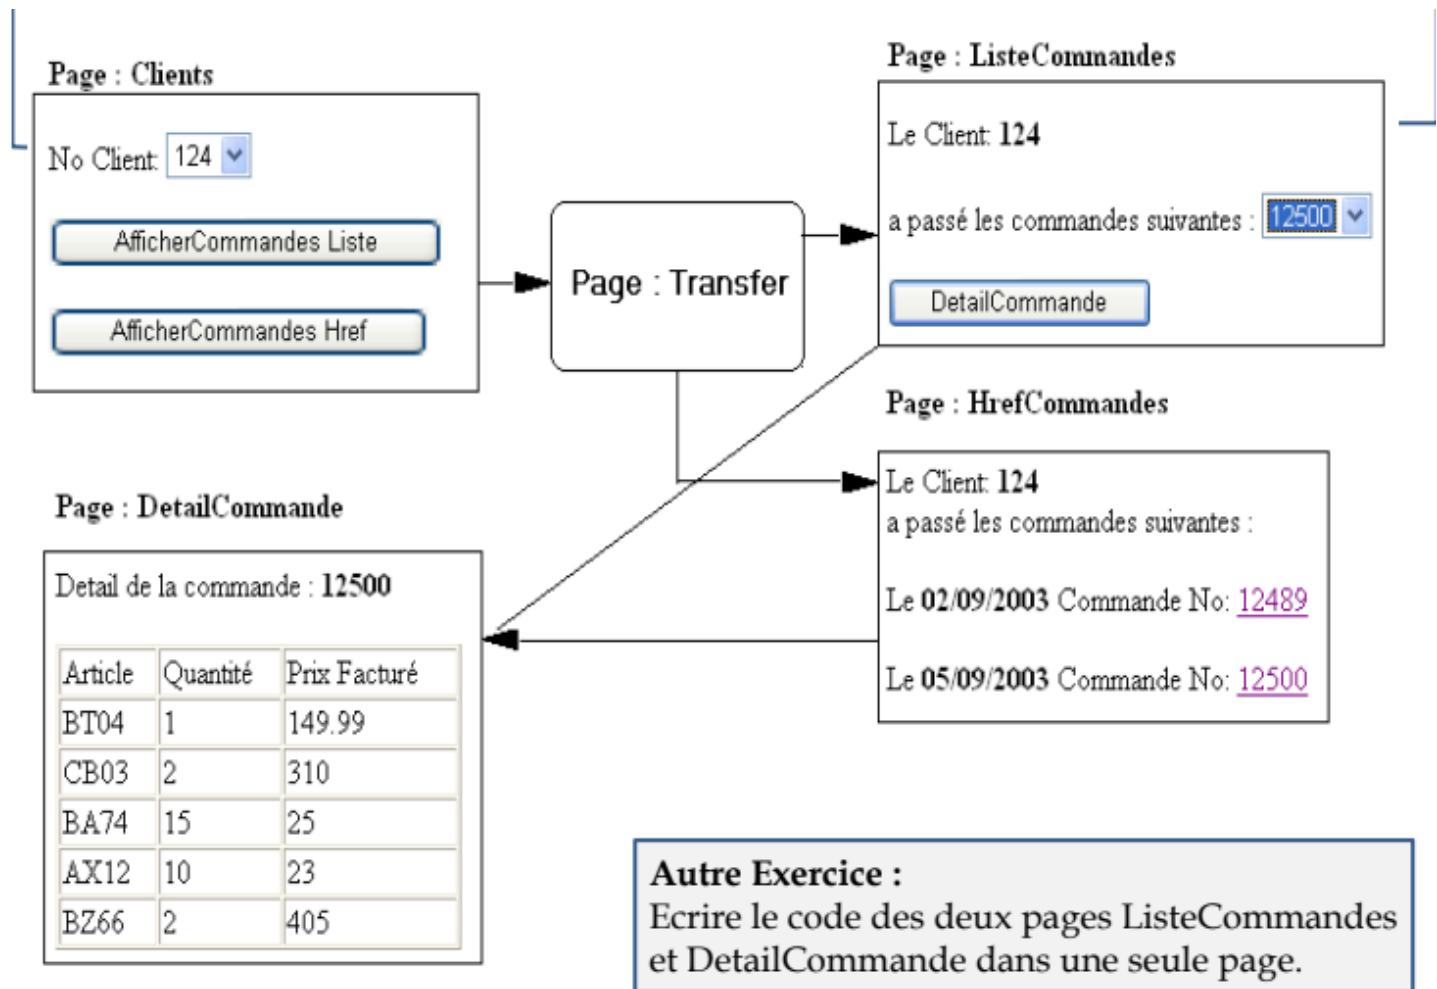 Page : Clients
No Client: 124
AfficherCommandes Liste
AfficherCommandes Href
Page : Transfer
Page : ListeCommandes
Le Client: 124
a passé les commandes suivantes : 12500
DetailCommande
Page : HrefCommandes
Le Client: 124
a passé les commandes suivantes :
Le 02/09/2003 Commande No: 12489
Le 05/09/2003 Commande No: 12500
Page : DetailCommande
Detail de la commande : 12500
Article Quantité Prix Facturé
BT04 1 149.99
CB03 2 310
BA74 15 25
AX12 10 23
BZ66 2 405
Autre Exercice :
Ecrire le code des deux pages ListeCommandes
et DetailCommande dans une seule page.